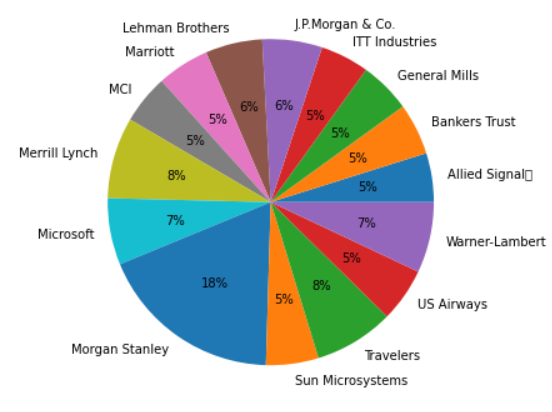 Lehman Brothers
J.P.Morgan & Co.
Marriott
ITT Industries
MCI
General Mills
Merrill Lynch
Bankers Trust
Microsoft
Allied Signal
Morgan Stanley
Warner-Lambert
US Airways
Travelers
Sun Microsystems
6%
6%
5%
5%
5%
5%
8%
5%
7%
5%
18%
7%
5%
8%
5%